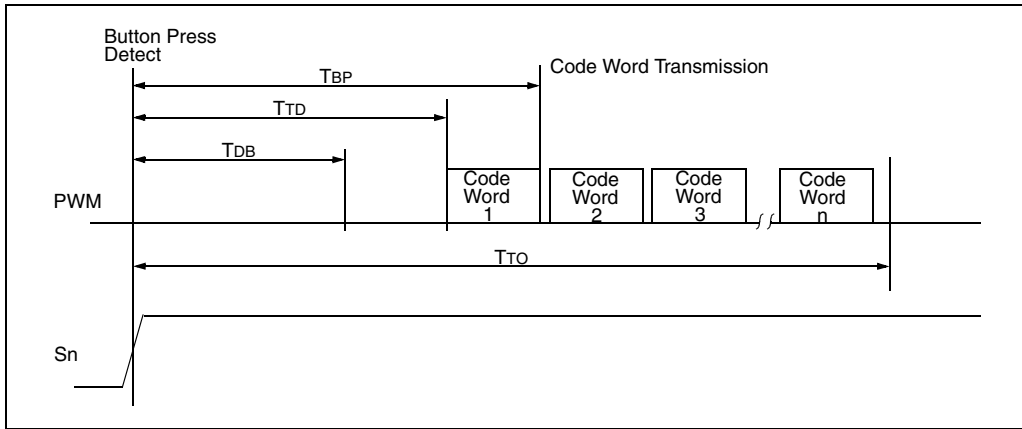 Button Press
Detect
TBP
Code Word Transmission
TTD
TDB
PWM
Code
Word
1
Code
Word
2
Code
Word
3
Code
Word
n
TTO
Sn